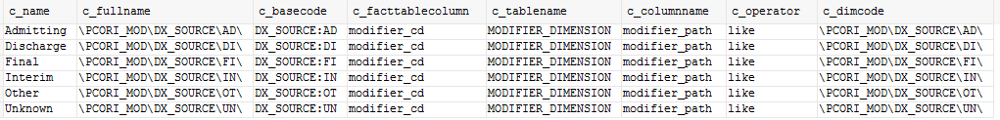 c_name c_fullname c_basecode c_facttablecolumn c_tablename c_columnname c_operator c_dimcode
Admitting \PCORI_MOD\DX_SOURCE\AD\ DX_SOURCE:AD modifier_cd MODIFIER_DIMENSION modifier_path like \PCORI_MOD\DX_SOURCE\AD\
Discharge \PCORI_MOD\DX_SOURCE\DI\ DX_SOURCE:DI modifier_cd MODIFIER_DIMENSION modifier_path like \PCORI_MOD\DX_SOURCE\DI\
Final \PCORI_MOD\DX_SOURCE\FI\ DX_SOURCE:FI modifier_cd MODIFIER_DIMENSION modifier_path like \PCORI_MOD\DX_SOURCE\FI\
Interim \PCORI_MOD\DX_SOURCE\IN\ DX_SOURCE:IN modifier_cd MODIFIER_DIMENSION modifier_path like \PCORI_MOD\DX_SOURCE\IN\
Other \PCORI_MOD\DX_SOURCE\OT\ DX_SOURCE:OT modifier_cd MODIFIER_DIMENSION modifier_path like \PCORI_MOD\DX_SOURCE\OT\
Unknown \PCORI_MOD\DX_SOURCE\UN\ DX_SOURCE:UN modifier_cd MODIFIER_DIMENSION modifier_path like \PCORI_MOD\DX_SOURCE\UN\